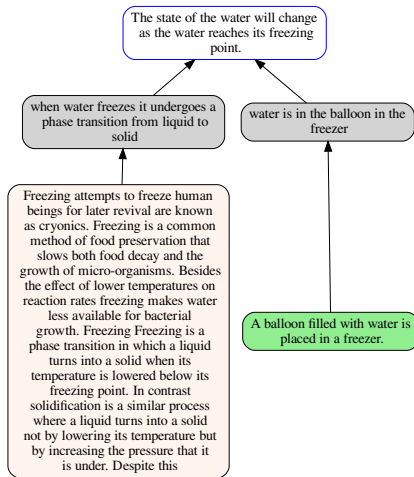 The state of the water will change
as the water reaches its freezing
point.
when water freezes it undergoes a
phase transition from liquid to
solid
water is in the balloon in the
freezer
Freezing attempts to freeze human
beings for later revival are known
as cryonics. Freezing is a common
method of food preservation that
slows both food decay and the
growth of micro-organisms. Besides
the effect of lower temperatures on
reaction rates freezing makes water
less available for bacterial
growth. Freezing Freezing is a
phase transition in which a liquid
turns into a solid when its
temperature is lowered below its
freezing point. In contrast
solidification is a similar process
where a liquid turns into a solid
not by lowering its temperature but
by increasing the pressure that it
is under. Despite this
A balloon filled with water is
placed in a freezer.